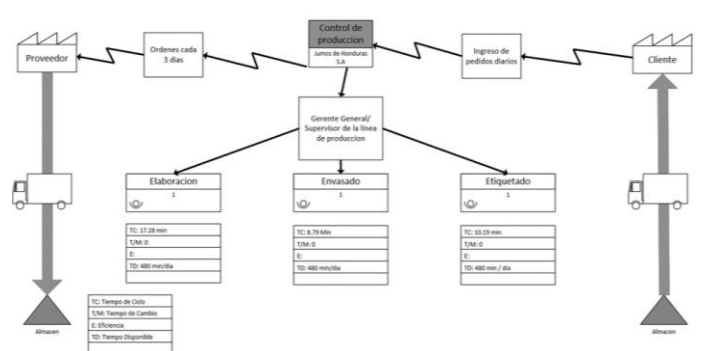 Control de
produccion
Jumos de Honduras
S.A
Proveedor
Ordenes cada
3 dias
Ingreso de
pedidos diarios
Cliente
Gerente General/
Supervisor de la linea
de produccion
Elaboracion
1
Envasado
1
Etiquetado
1
TC: 17.28 min
T/M: 0
E:
TD: 480 min/dia
TC: 8.79 Min
T/M: 0
E:
TD: 480 min/dia
TC: 10.19 min
T/M: 0
E:
TD: 480 min / dia
TC: Tiempo de Ciclo
T/M: Tiempo de Cambio
E: Eficiencia
TD: Tiempo Disponible
Almacen
Almacen